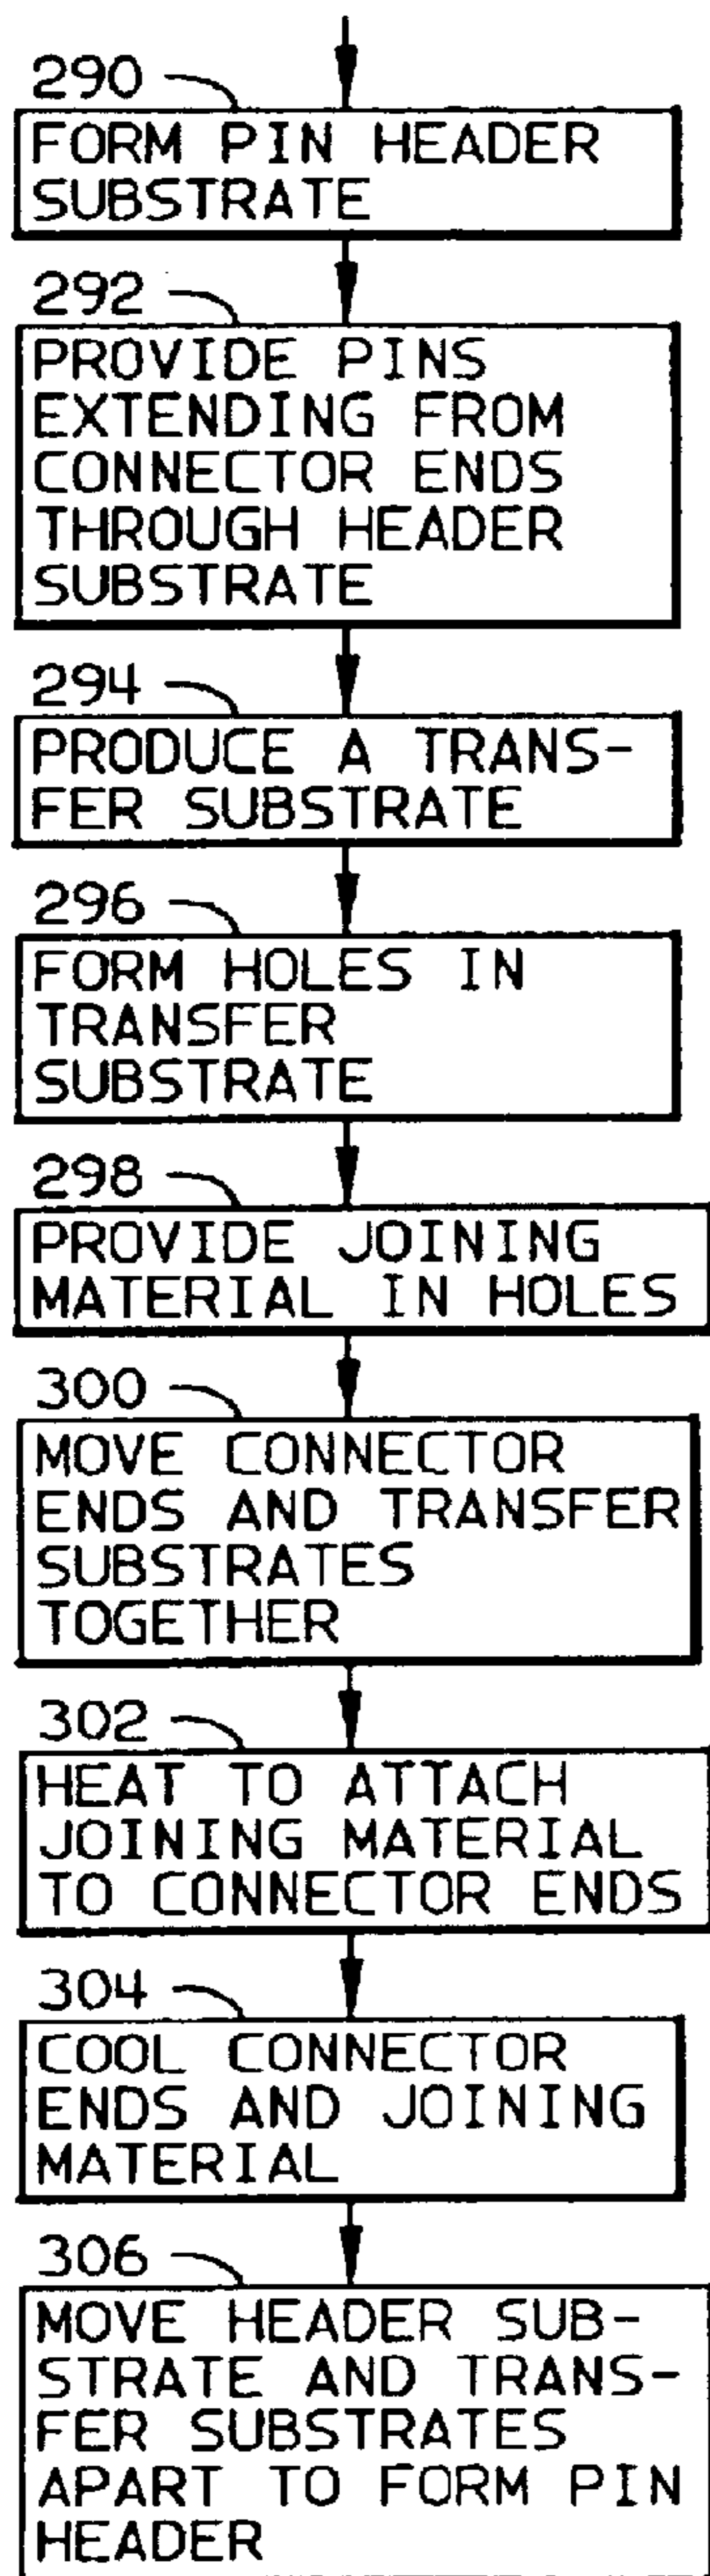 290
FORM PIN HEADER
SUBSTRATE
292
PROVIDE PINS
EXTENDING FROM
CONNECTOR ENDS
THROUGH HEADER
SUBSTRATE
294
PRODUCE A TRANS-
FER SUBSTRATE
296
FORM HOLES IN
TRANSFER
SUBSTRATE
298
PROVIDE JOINING
MATERIAL IN HOLES
300
MOVE CONNECTOR
ENDS AND TRANSFER
SUBSTRATES
TOGETHER
302
HEAT TO ATTACH
JOINING MATERIAL
TO CONNECTOR ENDS
304
COOL CONNECTOR
ENDS AND JOINING
MATERIAL
306
MOVE HEADER SUB-
STRATE AND TRANS-
FER SUBSTRATES
APART TO FORM PIN
HEADER